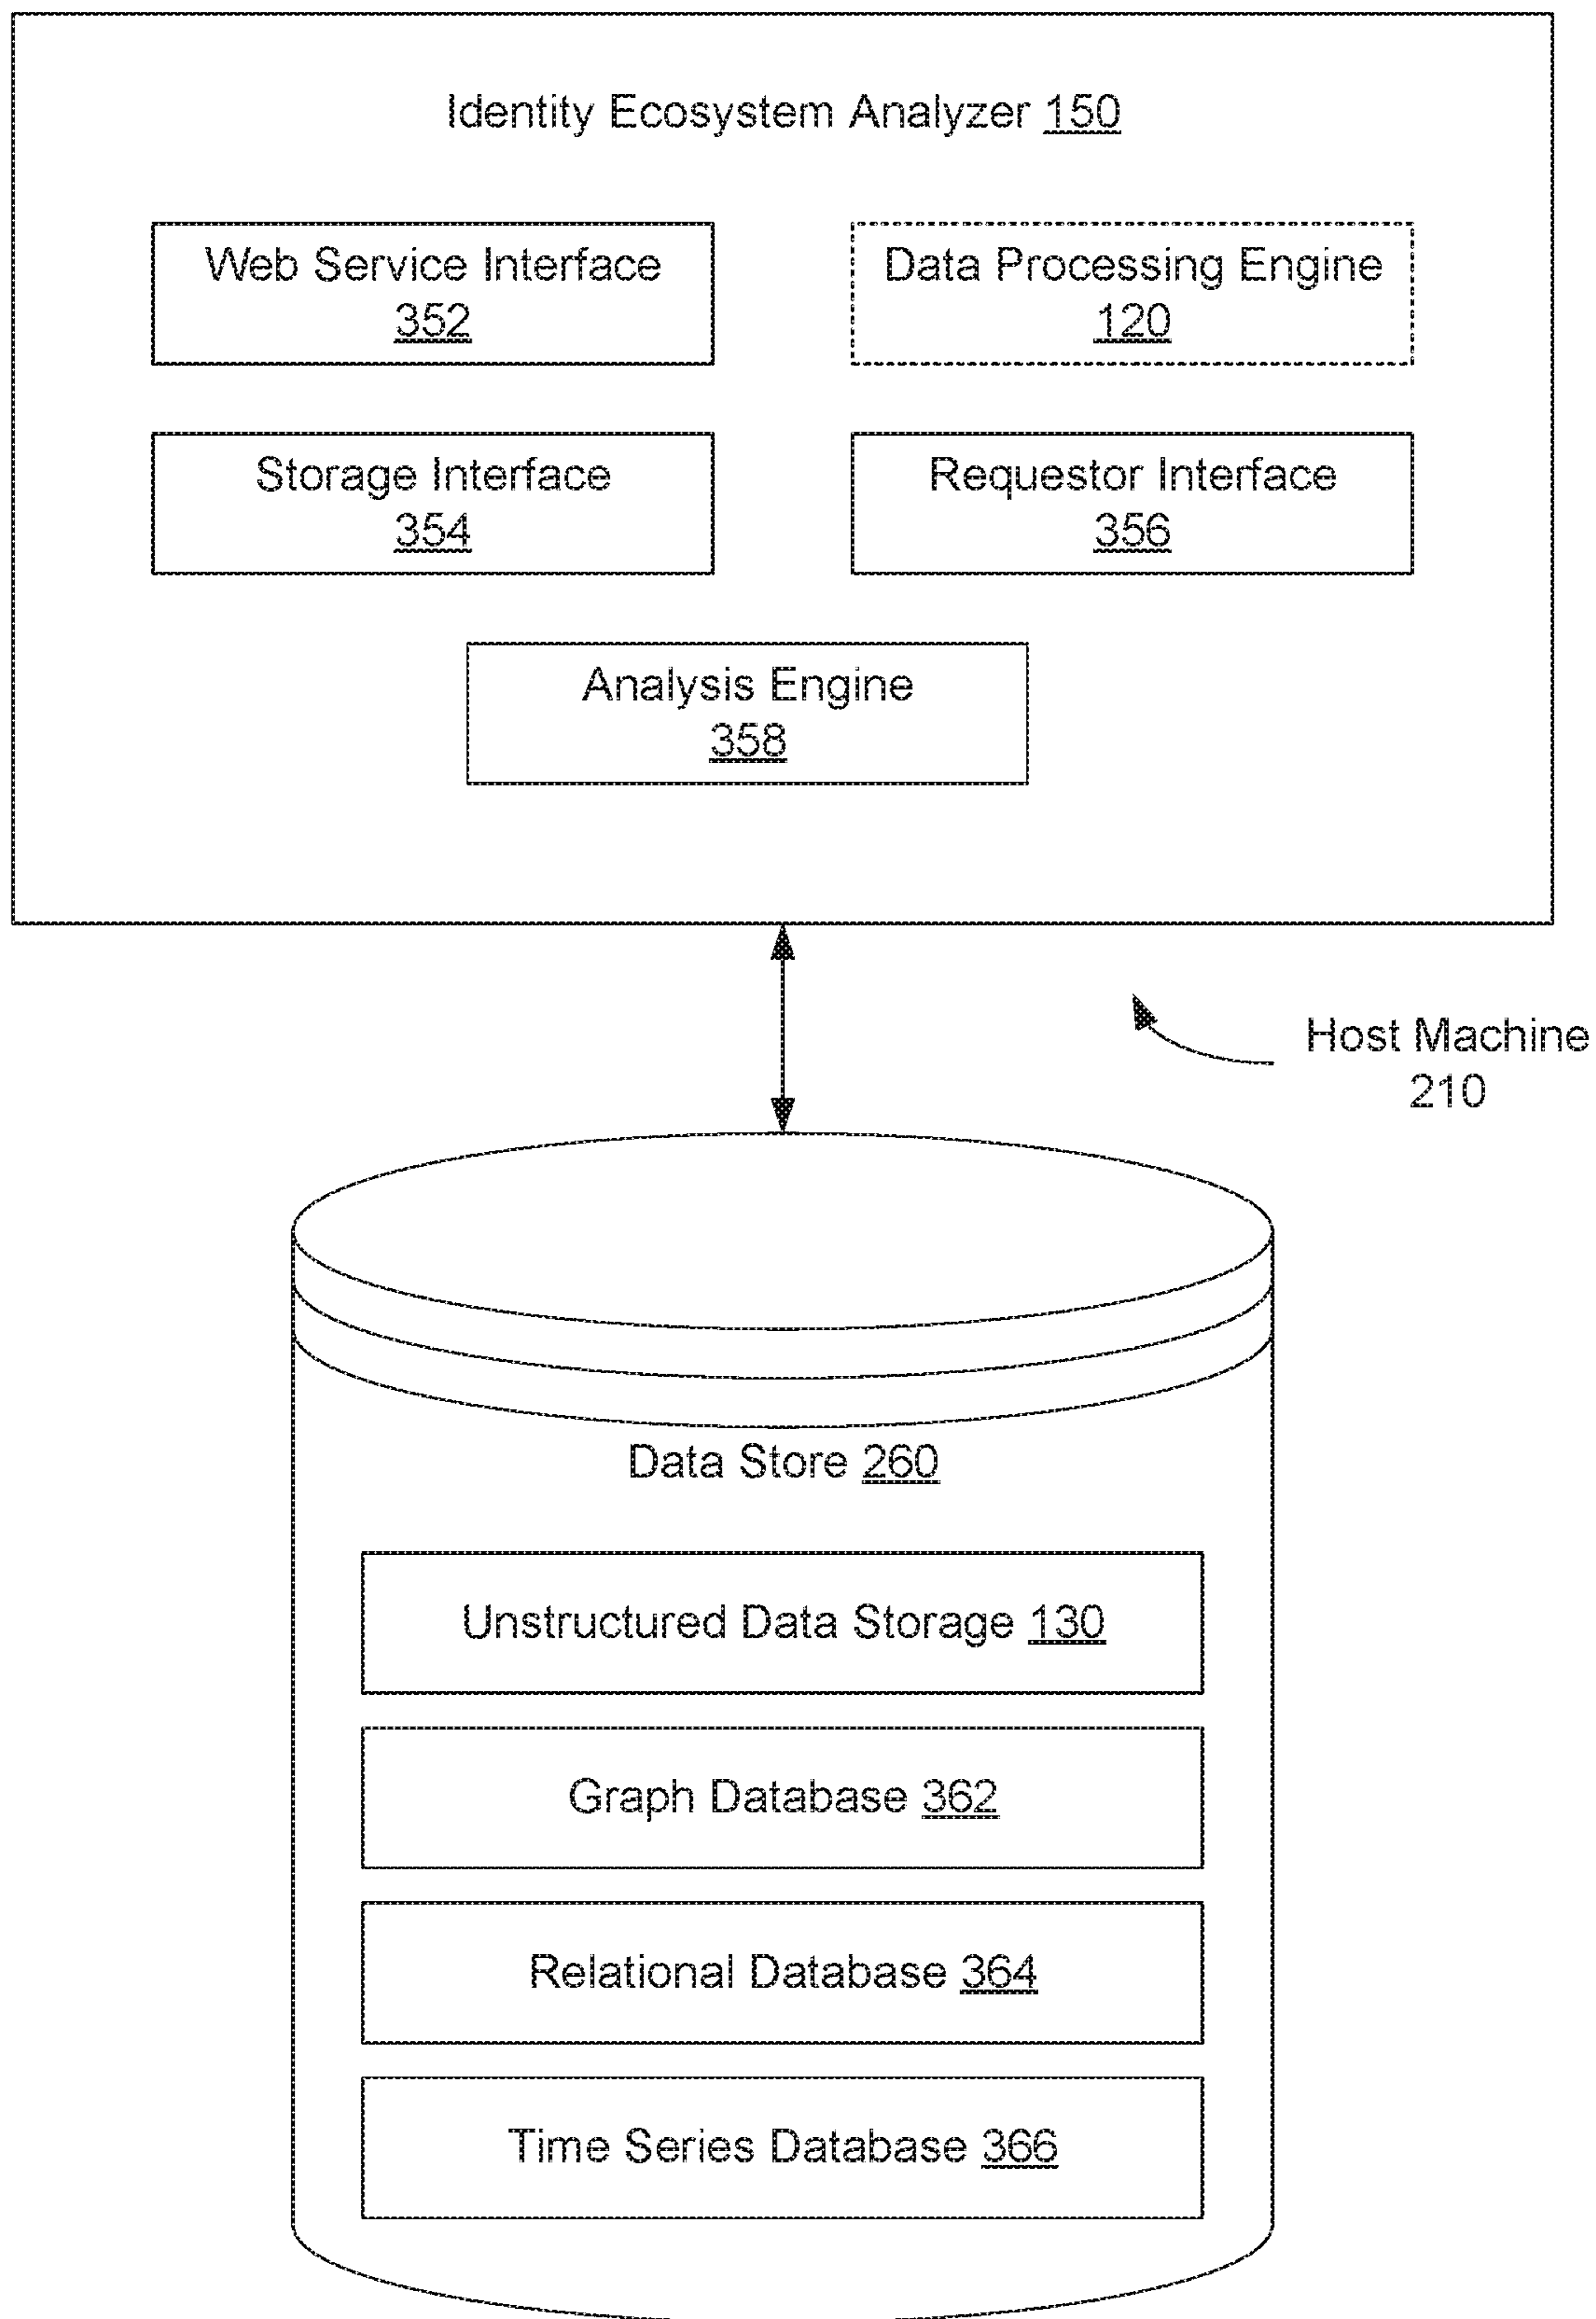 Identity Ecosystem Analyzer 150
Web Service Interface
352
Data Processing Engine
120
Storage Interface
354
Requestor Interface
356
Analysis Engine
358
Host Machine
210
Data Store 260
Unstructured Data Storage 130
Graph Database 362
Relational Database 364
Time Series Database 366